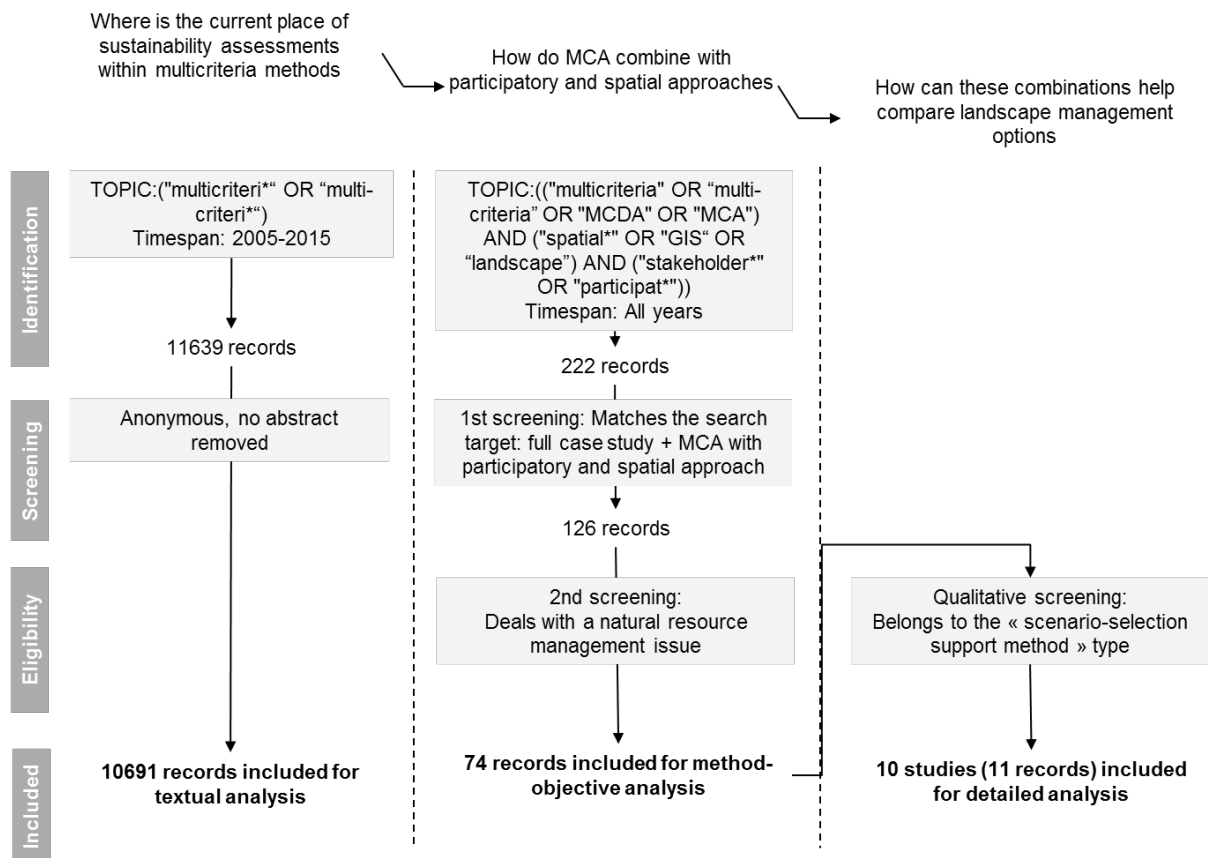 Where is the current place of
sustainability assessments
within multicriteria methods
How do MCA combine with
participatory and spatial approaches
How can these combinations help
compare landscape management
options
Identification
TOPIC:("multicriteri*“ OR “multi-
criteri*“)
Timespan: 2005-2015
11639 records
TOPIC:(("multicriteria" OR “multi-
criteria” OR "MCDA" OR "MCA")
AND ("spatial*" OR "GIS“ OR
“landscape”) AND ("stakeholder*"
OR "participat*"))
Timespan: All years
222 records
Screening
Anonymous, no abstract
removed
1st screening: Matches the search
target: full case study + MCA with
participatory and spatial approach
126 records
Eligibility
2nd screening:
Deals with a natural resource
management issue
Qualitative screening:
Belongs to the « scenario-selection
support method » type
Included
10691 records included for
textual analysis
74 records included for method-
objective analysis
10 studies (11 records) included
for detailed analysis